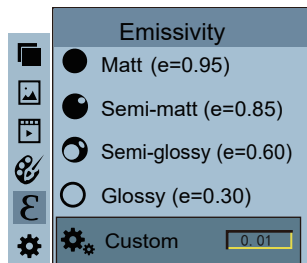 Emissivity
Matt (e=0.95)
Semi-matt (e=0.85)
Semi-glossy (e=0.60)
Glossy (e=0.30)
ε
Custom 0.01